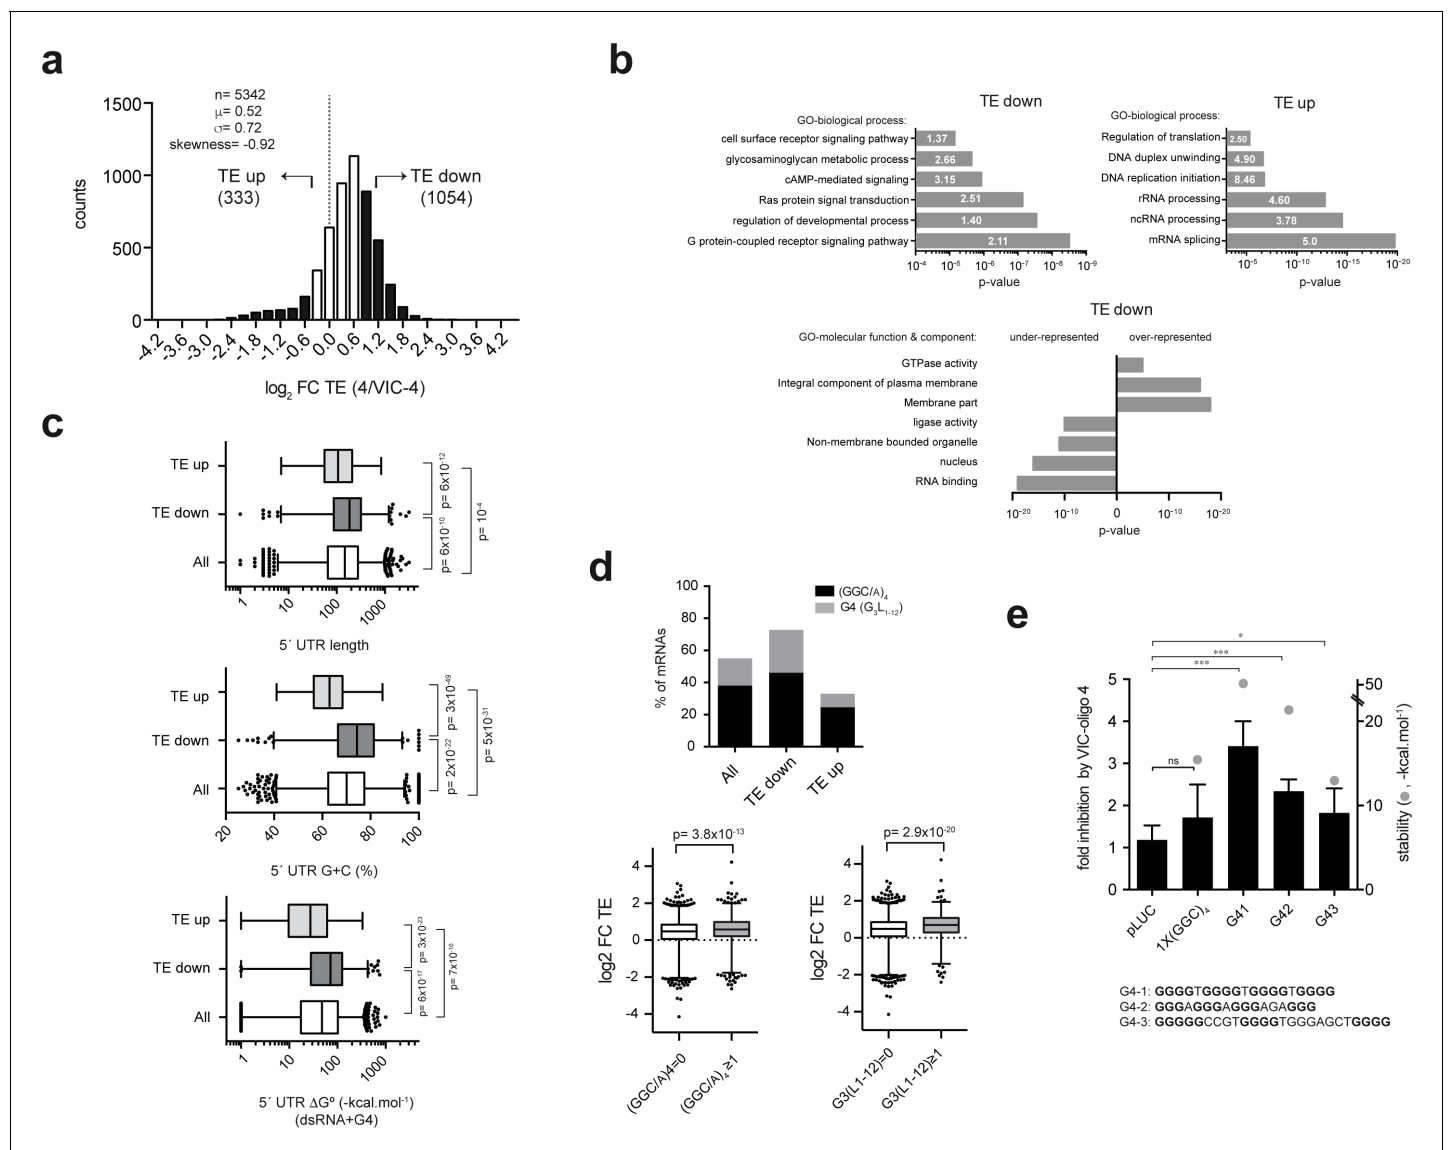 a
n= 5342
μ= 0.52
σ= 0.72
skewness= -0.92
TE up
(333)
TE down
(1054)
counts
1500
1000
500
0
-4.2 -3.6 -3.0 -2.4 -1.8 -1.2 -0.6 0.0 0.6 1.2 1.8 2.4 3.0 3.6 4.2
log2 FC TE (4/VIC-4)
b
TE down
GO-biological process:
cell surface receptor signaling pathway 1.37
glycosaminoglycan metabolic process 2.66
cAMP-mediated signaling 3.15
Ras protein signal transduction 2.51
regulation of developmental process 1.40
G protein-coupled receptor signaling pathway 2.11
10-4 10-5 10-6 10-7 10-8 10-9
p-value
TE up
GO-biological process:
Regulation of translation 2.50
DNA duplex unwinding 4.90
DNA replication initiation 8.46
rRNA processing 4.60
ncRNA processing 3.78
mRNA splicing 5.0
10-5 10-10 10-15 10-20
p-value
TE down
GO-molecular function & component: under-represented over-represented
GTPase activity
Integral component of plasma membrane
Membrane part
ligase activity
Non-membrane bounded organelle
nucleus
RNA binding
10-20 10-10 0 10-10 10-20
p-value
c
TE up
TE down
All
p= 6x10-12
p= 6x10-10
p= 10-4
1 10 100 1000
5´ UTR length
TE up
TE down
All
p= 3x10-49
p= 2x10-22
p= 5x10-31
20 40 60 80 100
5´ UTR G+C (%)
TE up
TE down
All
p= 3x10-23
p= 6x10-17
p= 7x10-10
1 10 100 1000
5´ UTR ΔGº (-kcal.mol-1)
(dsRNA+G4)
d
(GGC/A)4
G4 (G3L1-12)
% of mRNAs
100
80
60
40
20
0
All TE down TE up
p= 3.8x10-13
log2 FC TE
4
2
0
-2
-4
(GGC/A)4=0 (GGC/A)4≥1
p= 2.9x10-20
log2 FC TE
4
2
0
-2
-4
G3(L1-12)=0 G3(L1-12)≥1
e
*
***
***
ns
fold inhibition by VIC-oligo 4
5
4
3
2
1
0
50
20
10
0
stability (●, -kcal.mol-1)
pLUC 1X(GGC)4 G41 G42 G43
G4-1: GGGGTGGGGTGGGGTGGGG
G4-2: GGGAGGGAGGGAGAGGG
G4-3: GGGGGCCGTGGGGTGGGAGCTGGGG